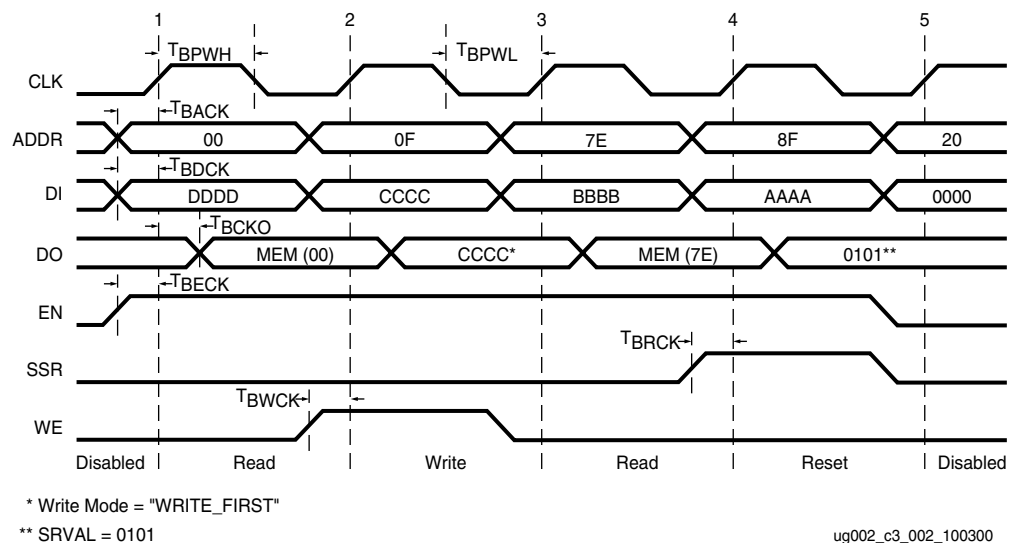 1 2 3 4 5
TBPWH TBPWL
CLK
TBACK
ADDR 00 0F 7E 8F 20
TBDCK
DI DDDD CCCC BBBB AAAA 0000
TBCKO
DO MEM (00) CCCC* MEM (7E) 0101**
TBECK
EN
TBRCK
SSR
TBWCK
WE
Disabled Read Write Read Reset Disabled
* Write Mode = "WRITE_FIRST"
** SRVAL = 0101 ug002_c3_002_100300